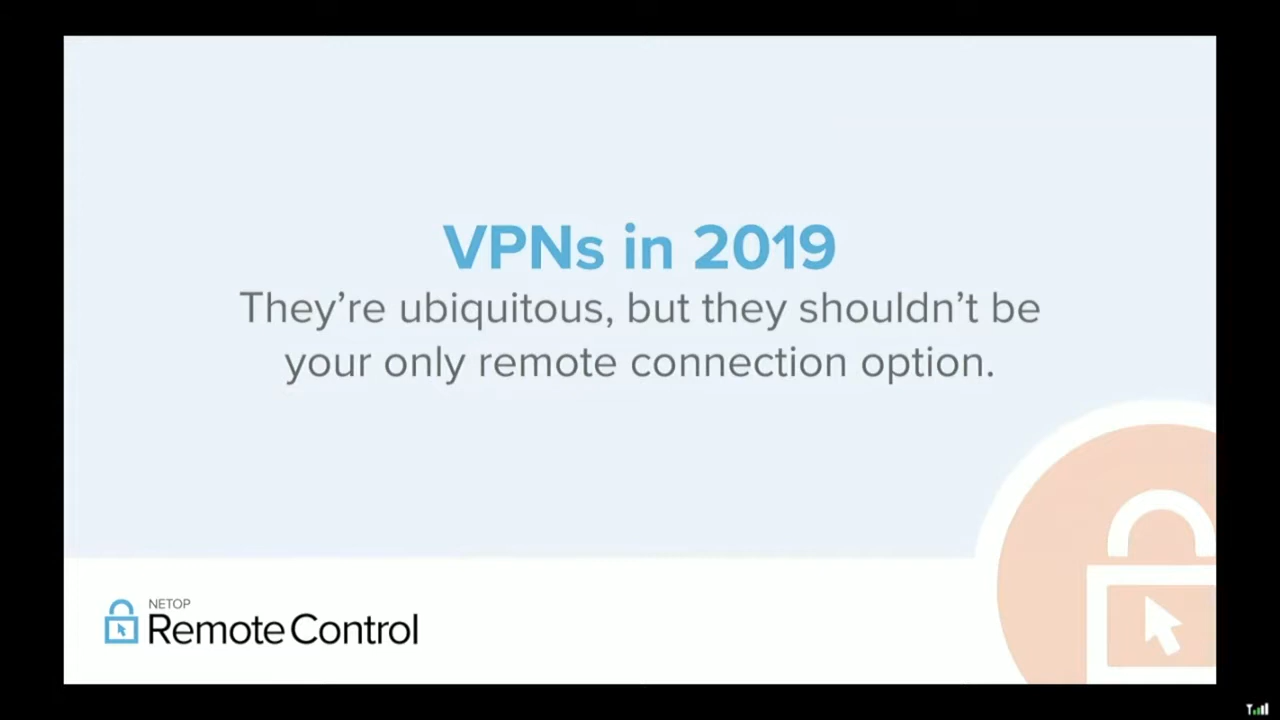 VPNs in 2019
They’re ubiquitous, but they shouldn’t be
your only remote connection option.
NETOP
Remote Control